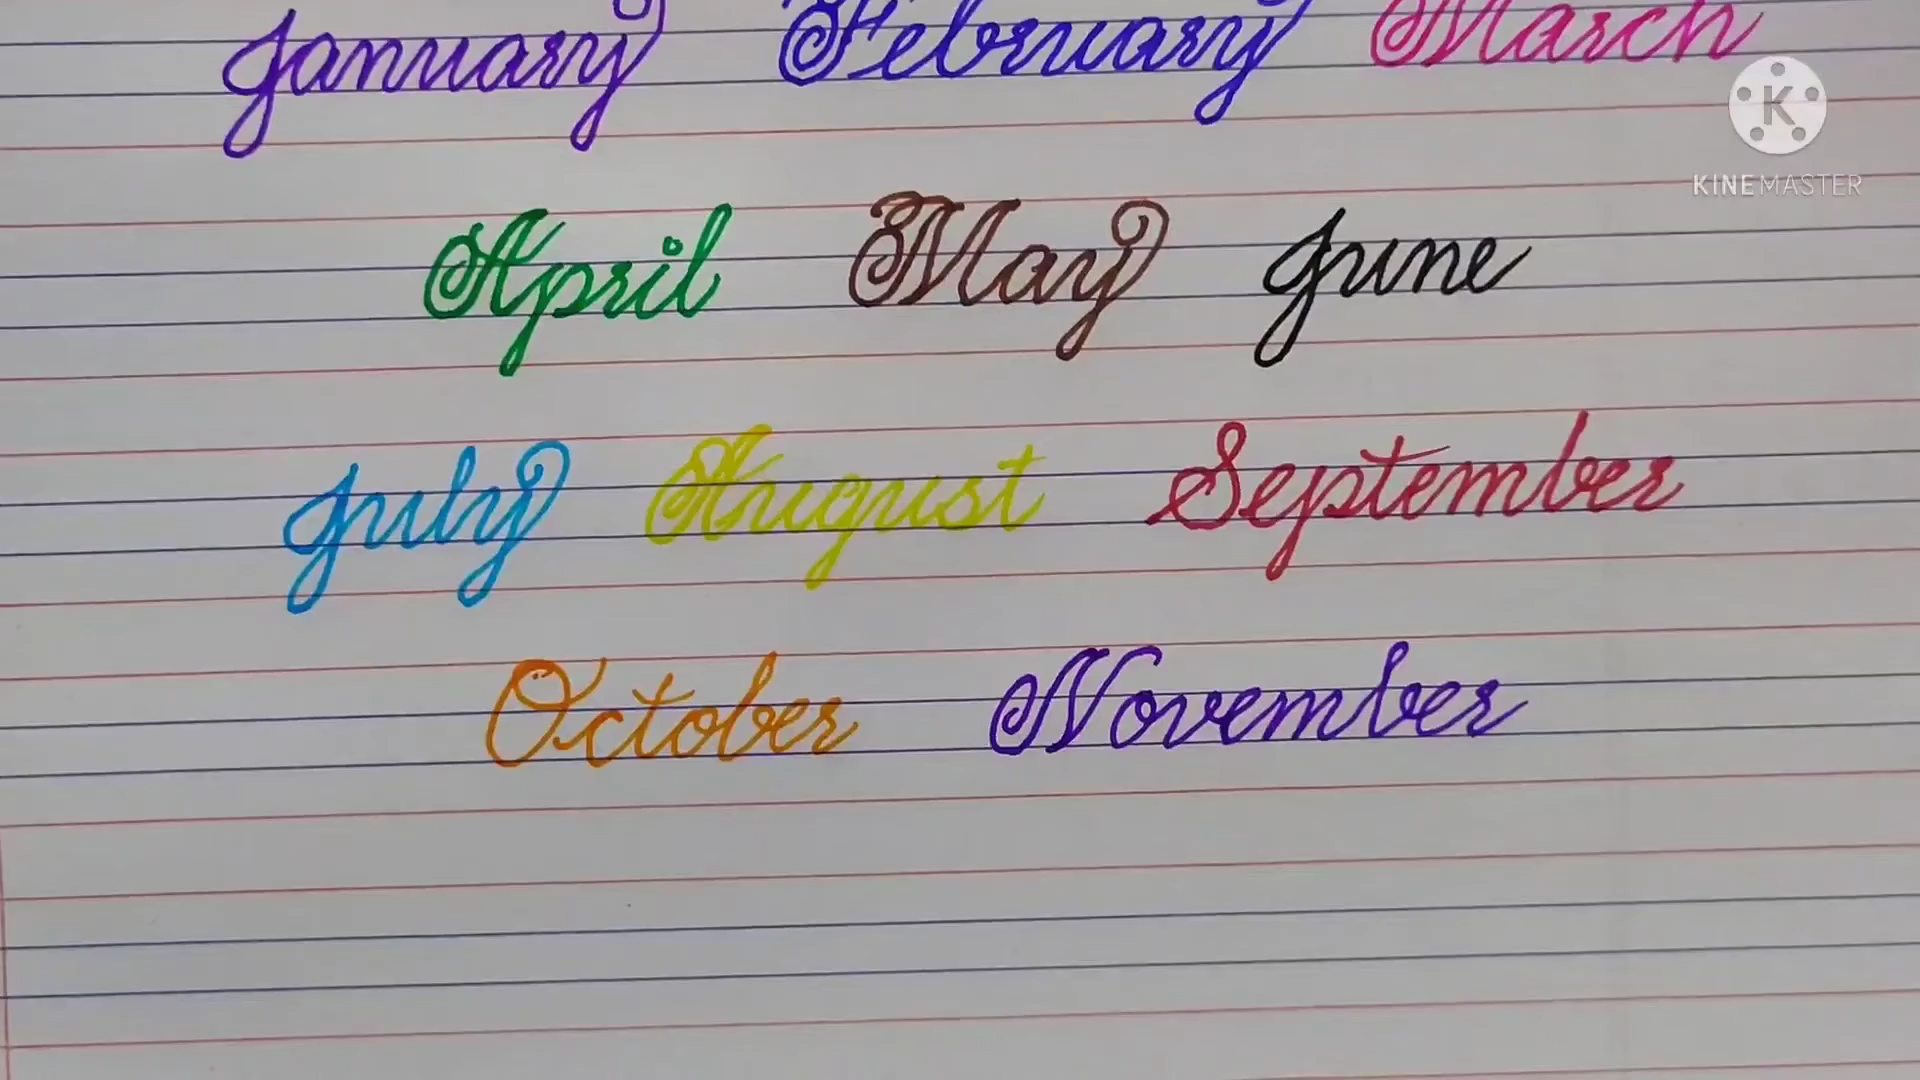 January February March
K
KINEMASTER
April May June
July August September
October November